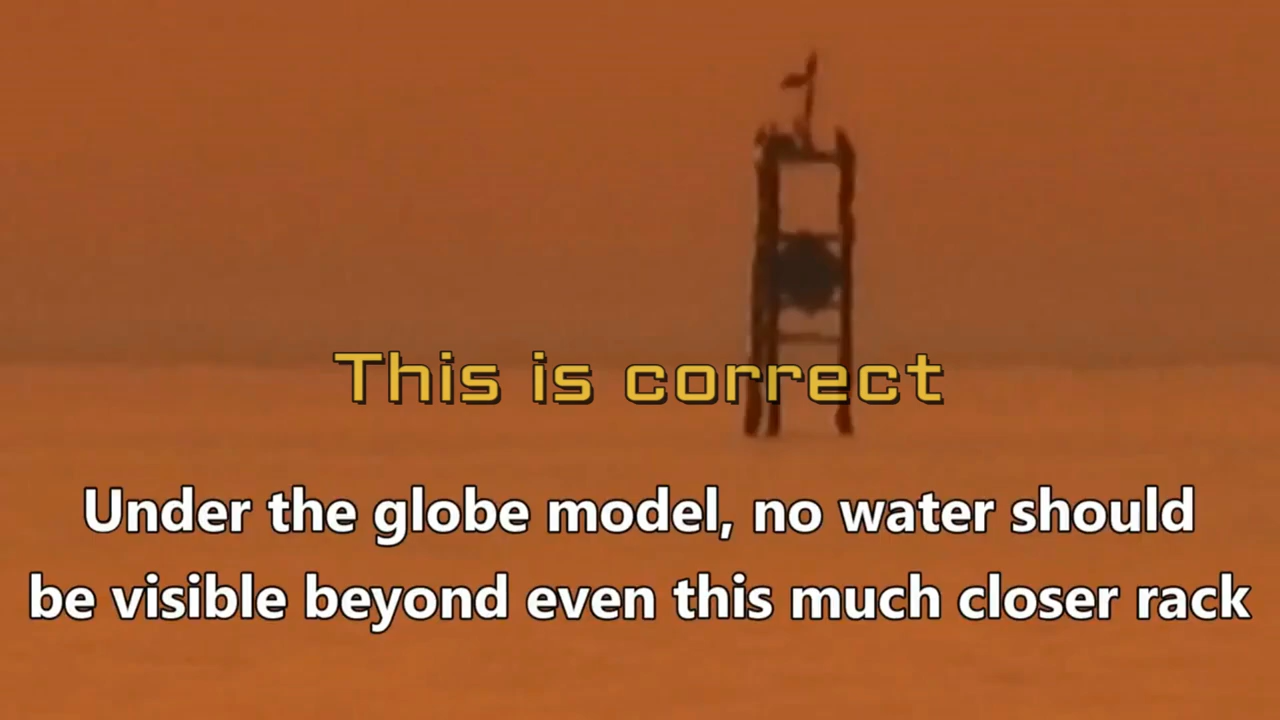 This is correct
Under the globe model, no water should
be visible beyond even this much closer rack